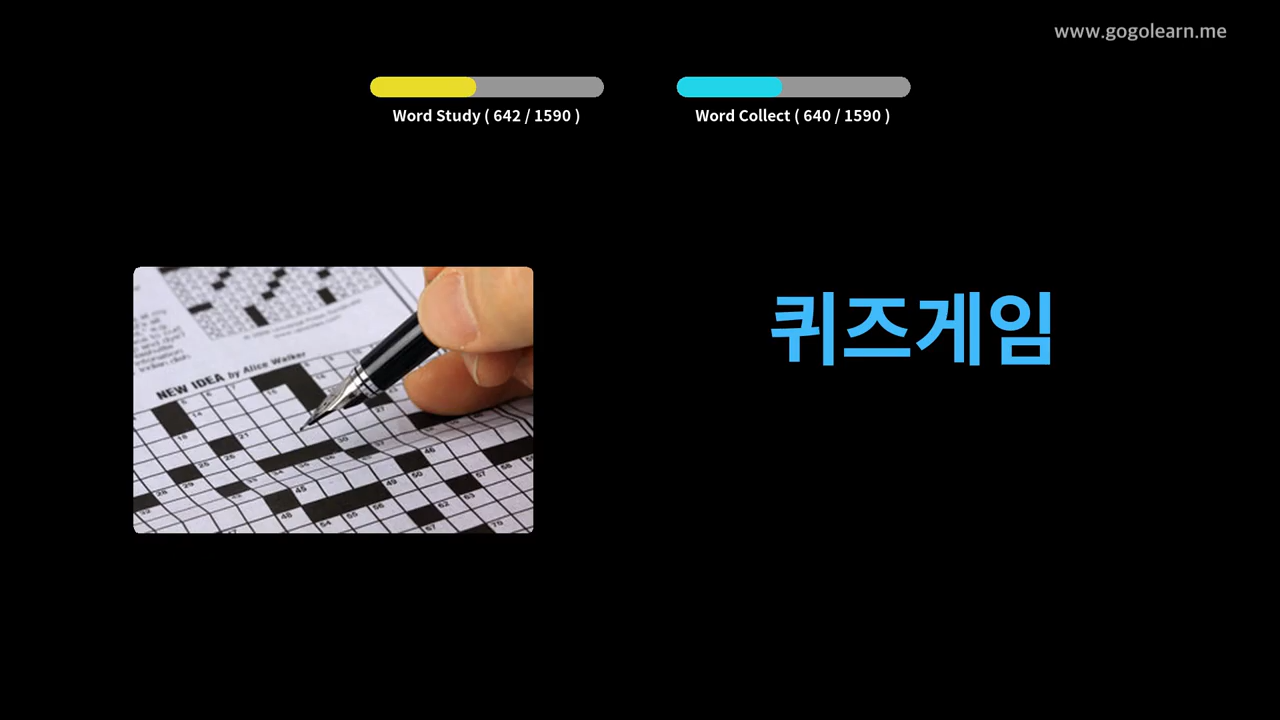 www.gogolearn.me
Word Study ( 642 / 1590 )
Word Collect ( 640 / 1590 )
퀴즈게임
NEW IDEA by Alice Walker